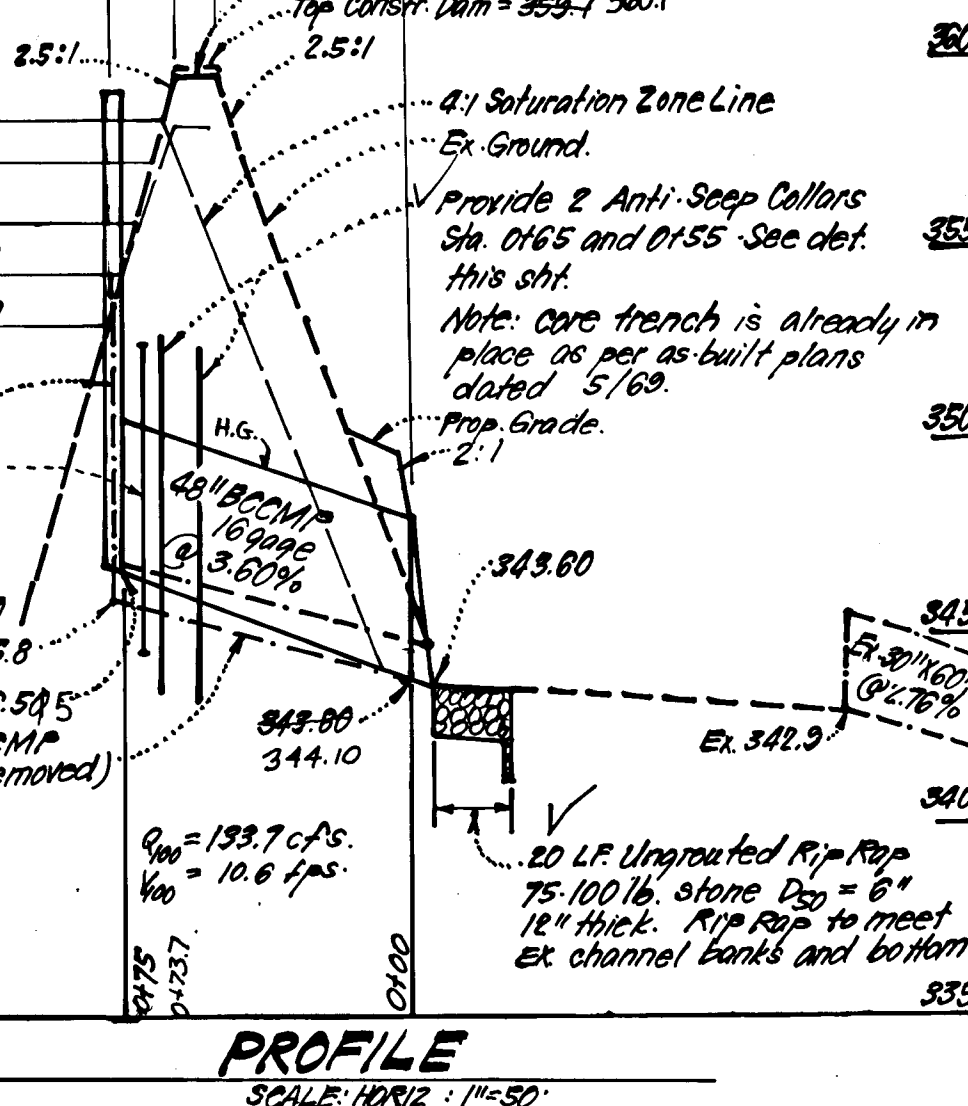 Top Constr. Dam = 359.1 360.1
2.5:1
2.5:1
360
4:1 Saturation Zone Line
Ex. Ground.
Provide 2 Anti-Seep Collars
Sta. 0+65 and 0+55 See det.
this sht.
355
Note: core trench is already in
place as per as-built plans
dated 5/69.
Prop. Grade.
2:1
350
H.G.
48" BCCMP
16 gage
@ 3.60%
343.60
345
Ex 30" X 60
@ 2.76%
Ex. 342.9
343.80
344.10
emoved)
340
Q100 = 133.7 cfs.
V100 = 10.6 fps.
20 LF. Ungrouted Rip Rap
75-100 lb. stone D50 = 6"
12" thick. Rip Rap to meet
Ex channel banks and bottom
0+75
0+73.7
0+00
335
PROFILE
SCALE: HORIZ : 1"=50'